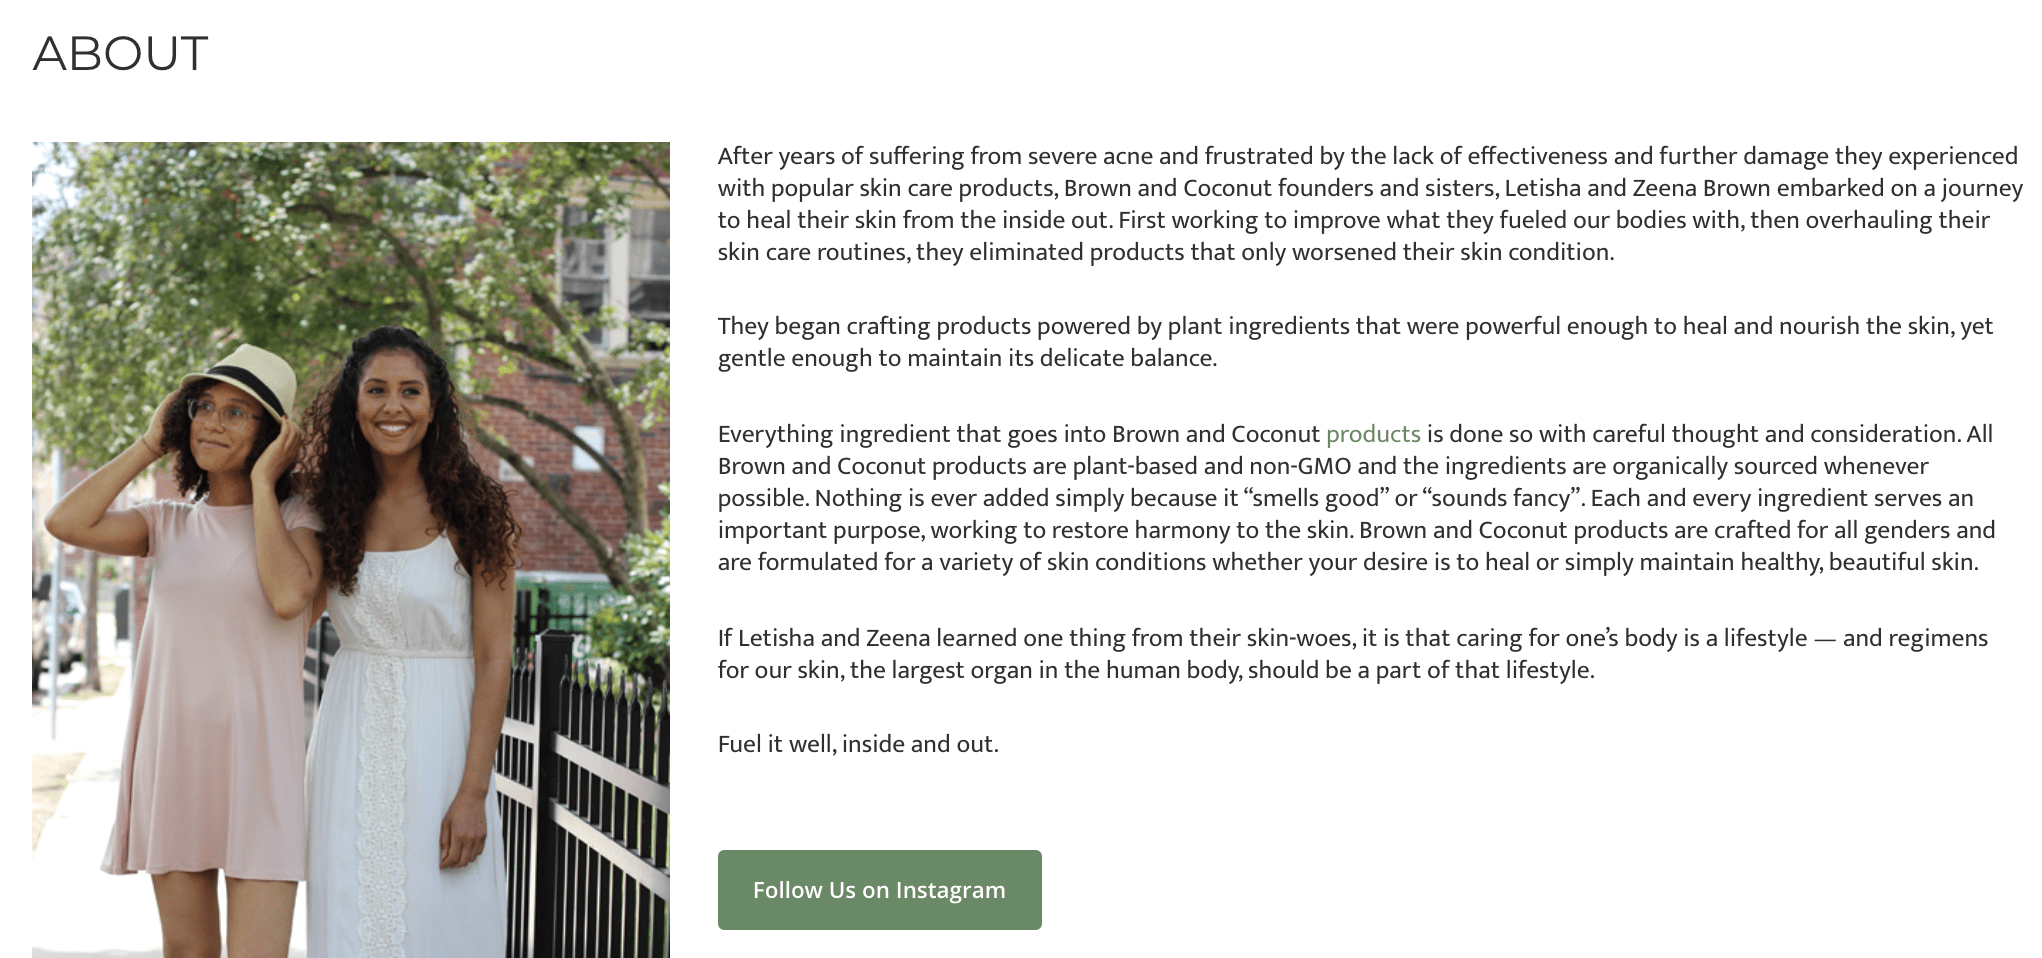 ABOUT
After years of suffering from severe acne and frustrated by the lack of effectiveness and further damage they experienced
with popular skin care products, Brown and Coconut founders and sisters, Letisha and Zeena Brown embarked on a journey
to heal their skin from the inside out. First working to improve what they fueled our bodies with, then overhauling their
skin care routines, they eliminated products that only worsened their skin condition.
They began crafting products powered by plant ingredients that were powerful enough to heal and nourish the skin, yet
gentle enough to maintain its delicate balance.
Everything ingredient that goes into Brown and Coconut products is done so with careful thought and consideration. All
Brown and Coconut products are plant-based and non-GMO and the ingredients are organically sourced whenever
possible. Nothing is ever added simply because it “smells good” or “sounds fancy”. Each and every ingredient serves an
important purpose, working to restore harmony to the skin. Brown and Coconut products are crafted for all genders and
are formulated for a variety of skin conditions whether your desire is to heal or simply maintain healthy, beautiful skin.
If Letisha and Zeena learned one thing from their skin-woes, it is that caring for one’s body is a lifestyle — and regimens
for our skin, the largest organ in the human body, should be a part of that lifestyle.
Fuel it well, inside and out.
Follow Us on Instagram